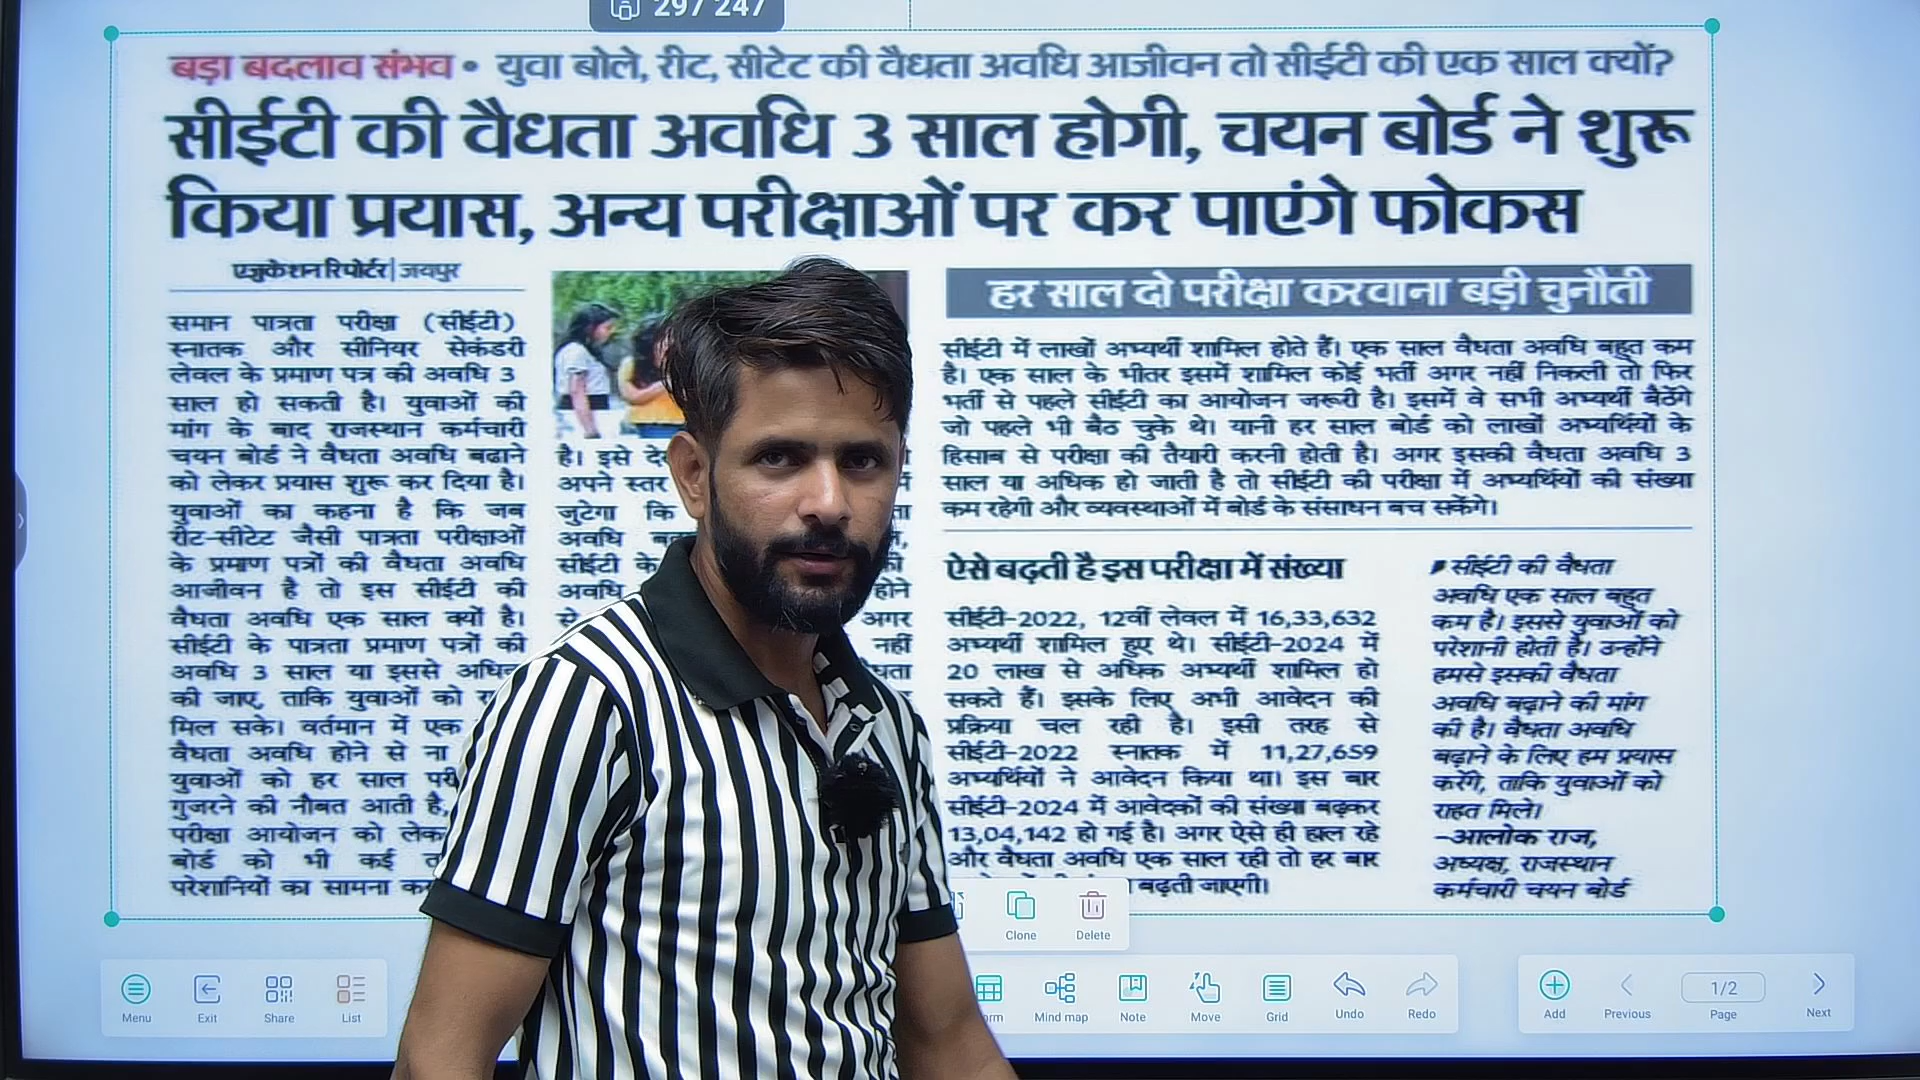 297 247
बड़ा बदलाव संभव • युवा बोले, रीट, सीटेट की वैधता अवधि आजीवन तो सीईटी की एक साल क्यों?
सीईटी की वैधता अवधि 3 साल होगी, चयन बोर्ड ने शुरू
किया प्रयास, अन्य परीक्षाओं पर कर पाएंगे फोकस
एजुकेशन रिपोर्टर | जयपुर
समान पात्रता परीक्षा (सीईटी)
स्नातक और सीनियर सेकंडरी
लेवल के प्रमाण पत्र की अवधि 3
साल हो सकती है। युवाओं की
मांग के बाद राजस्थान कर्मचारी
चयन बोर्ड ने वैधता अवधि बढाने
को लेकर प्रयास शुरू कर दिया है।
युवाओं का कहना है कि जब
रीट-सीटेट जैसी पात्रता परीक्षाओं
के प्रमाण पत्रों की वैधता अवधि
आजीवन है तो इस सीईटी की
वैधता अवधि एक साल क्यों है।
सीईटी के पात्रता प्रमाण पत्रों की
अवधि 3 साल या इससे
की जाए, ताकि युवाओं को
मिल सके। वर्तमान में एक
वैधता अवधि होने से ना
युवाओं को हर साल
गुजरने की नौबत आती है,
परीक्षा आयोजन को
बोर्ड को भी कई
परेशानियों का सामना
है। इसे
अपने स्तर
जुटेगा कि
अवधि
सीईटी के
अवधि होने
से अगर
नहीं
हर साल दो परीक्षा करवाना बड़ी चुनौती
सीईटी में लाखों अभ्यर्थी शामिल होते हैं। एक साल वैधता अवधि बहुत कम
है। एक साल के भीतर इसमें शामिल कोई भर्ती अगर नहीं निकली तो फिर
भर्ती से पहले सीईटी का आयोजन जरूरी है। इसमें वे सभी अभ्यर्थी बैठेंगे
जो पहले भी बैठ चुके थे। यानी हर साल बोर्ड को लाखों अभ्यर्थियों के
हिसाब से परीक्षा की तैयारी करनी होती है। अगर इसकी वैधता अवधि 3
साल या अधिक हो जाती है तो सीईटी की परीक्षा में अभ्यर्थियों की संख्या
कम रहेगी और व्यवस्थाओं में बोर्ड के संसाधन बच सकेंगे।
ऐसे बढ़ती है इस परीक्षा में संख्या
सीईटी-2022, 12वीं लेवल में 16,33,632
अभ्यर्थी शामिल हुए थे। सीईटी-2024 में
20 लाख से अधिक अभ्यर्थी शामिल हो
सकते हैं। इसके लिए अभी आवेदन की
प्रक्रिया चल रही है। इसी तरह से
सीईटी-2022 स्नातक में 11,27,659
अभ्यर्थियों ने आवेदन किया था। इस बार
सीईटी-2024 में आवेदकों की संख्या बढ़कर
13,04,142 हो गई है। अगर ऐसे ही हाल रहे
और वैधता अवधि एक साल रही तो हर बार
बढ़ती जाएगी।
सीईटी की वैधता
अवधि एक साल बहुत
कम है। इससे युवाओं को
परेशानी होती है। उन्होंने
हमसे इसकी वैधता
अवधि बढ़ाने की मांग
की है। वैधता अवधि
बढ़ाने के लिए हम प्रयास
करेंगे, ताकि युवाओं को
राहत मिले।
-आलोक राज,
अध्यक्ष, राजस्थान
कर्मचारी चयन बोर्ड
Clone Delete
Menu Exit Share List
Mind map Note Move Grid Undo Redo
Add Previous 1/2 Page Next